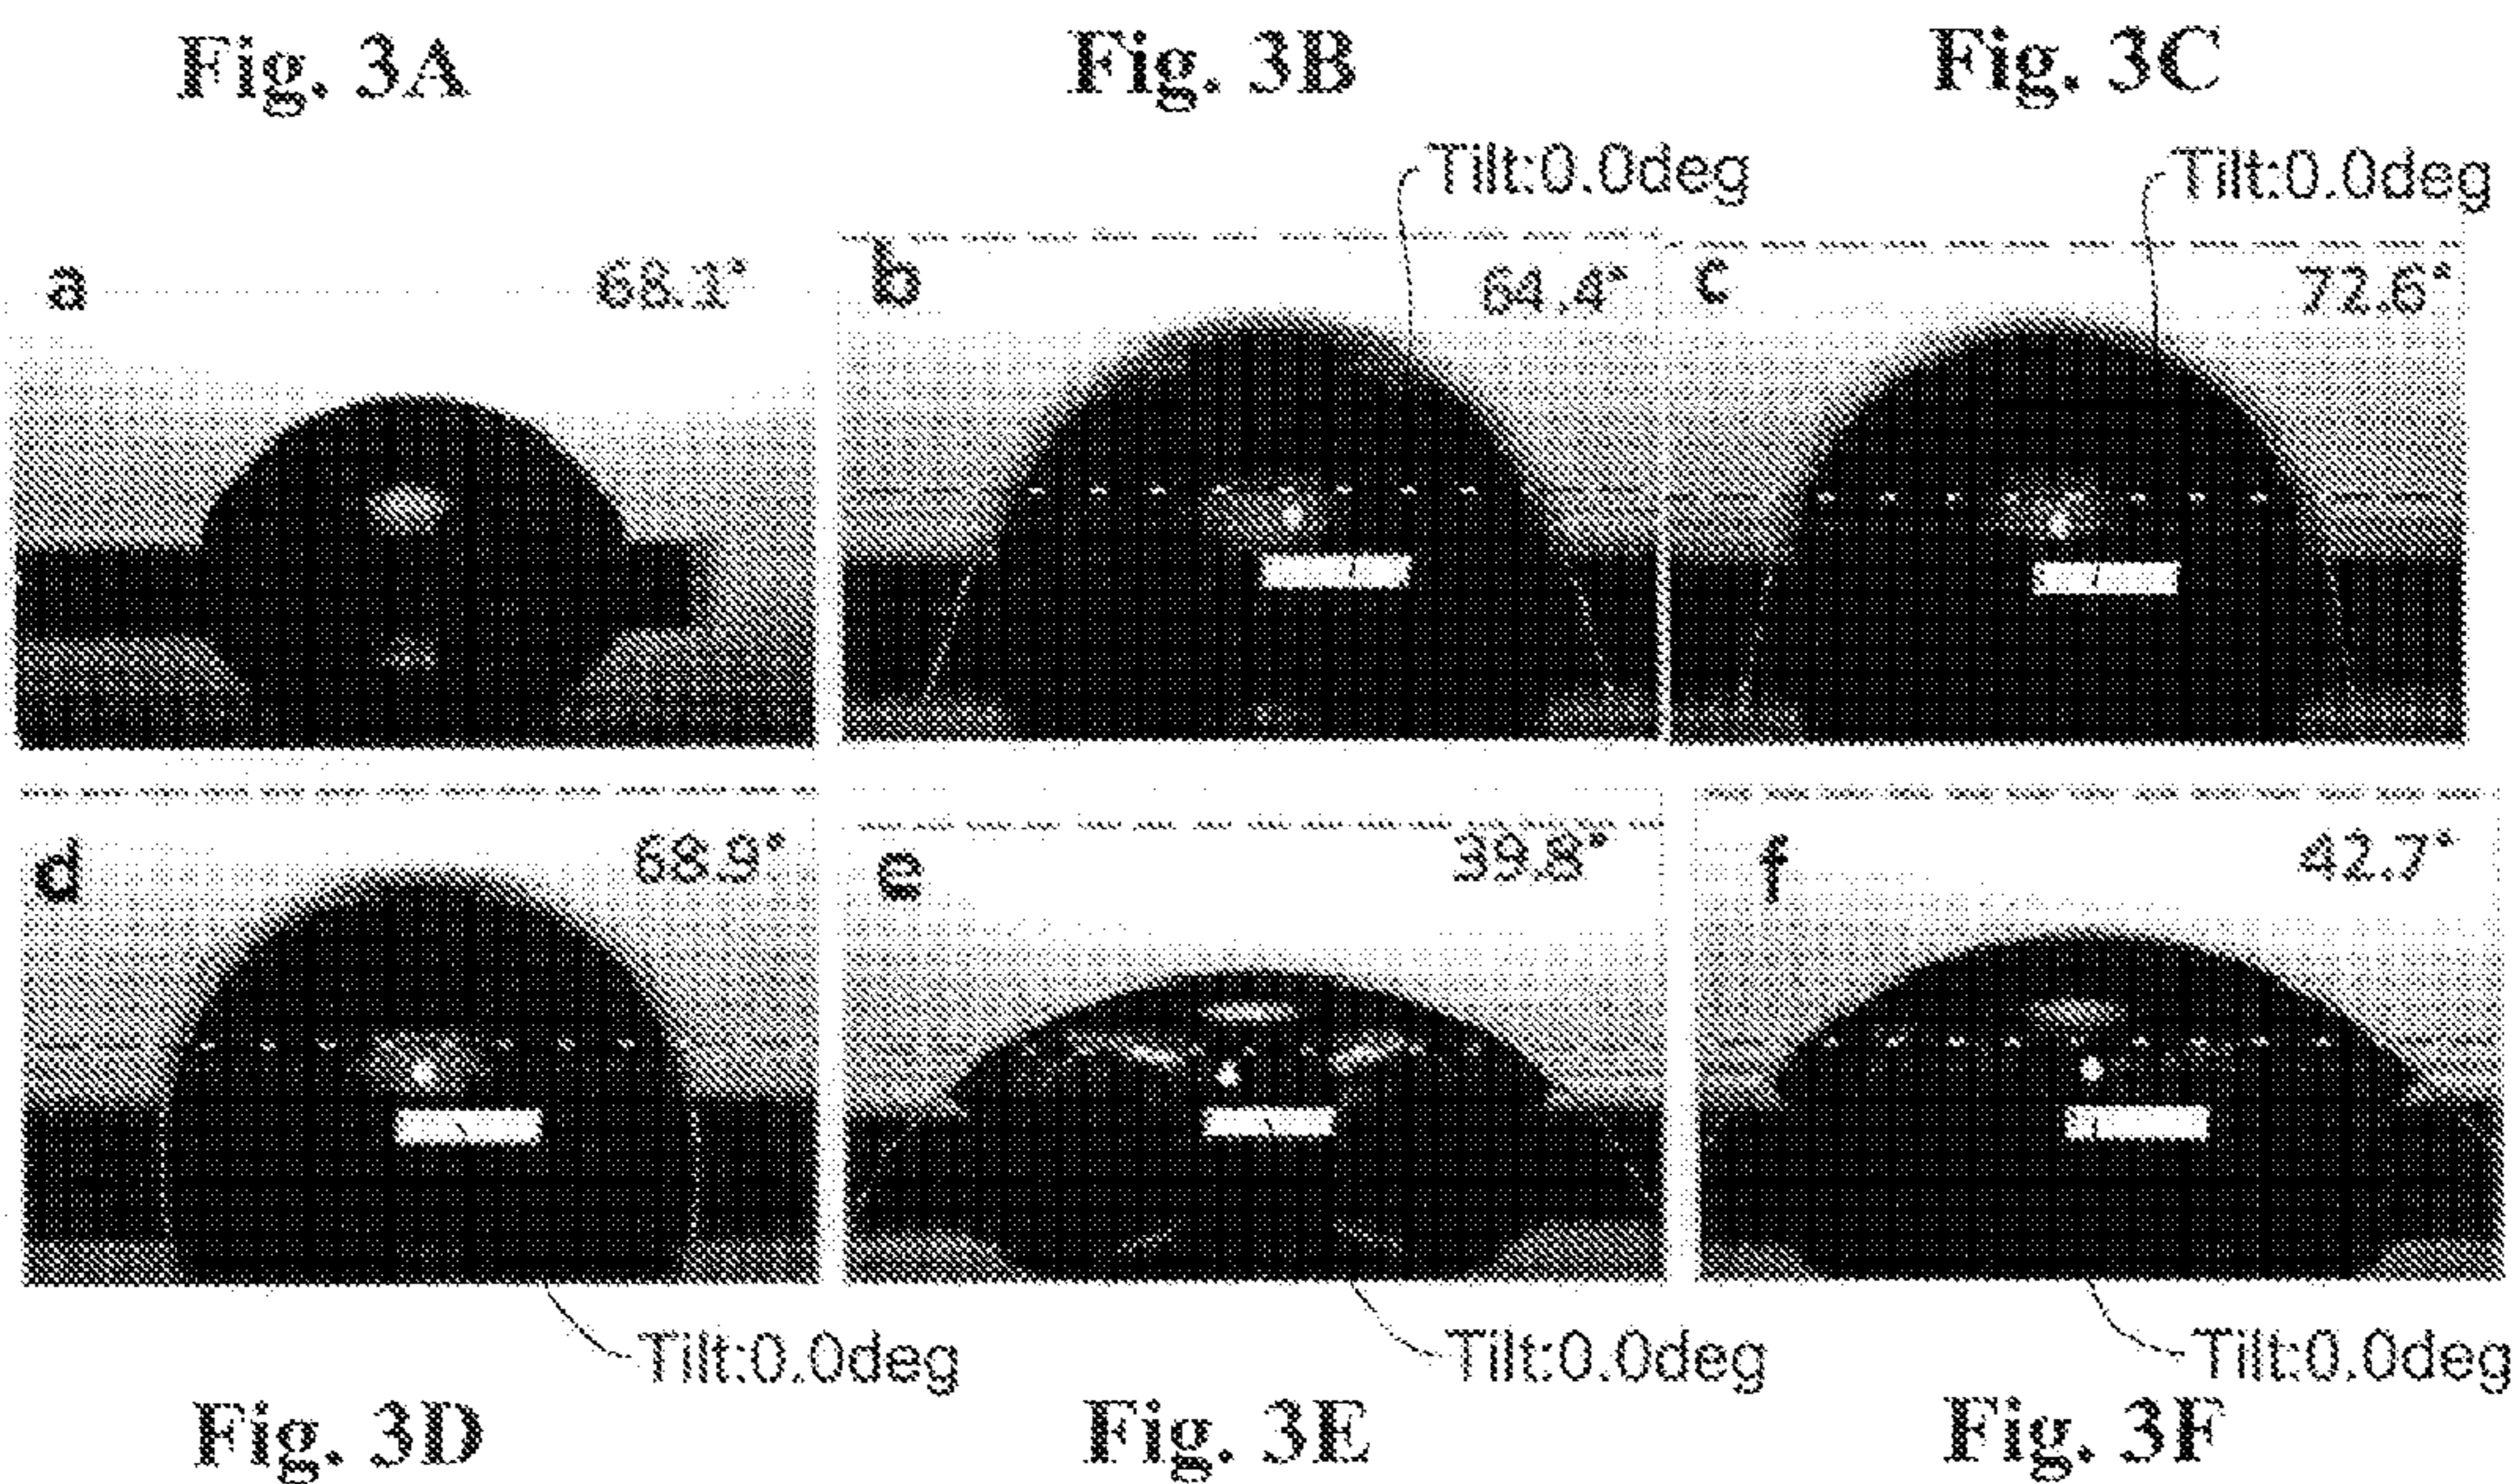 Fig. 3A Fig. 3B Fig. 3C
Tilt:0.0deg Tilt:0.0deg
a 68.1° b 64.4° c 72.6°
d 68.9° e 39.8° f 42.7°
Tilt:0.0deg Tilt:0.0deg Tilt:0.0deg
Fig. 3D Fig. 3E Fig. 3F